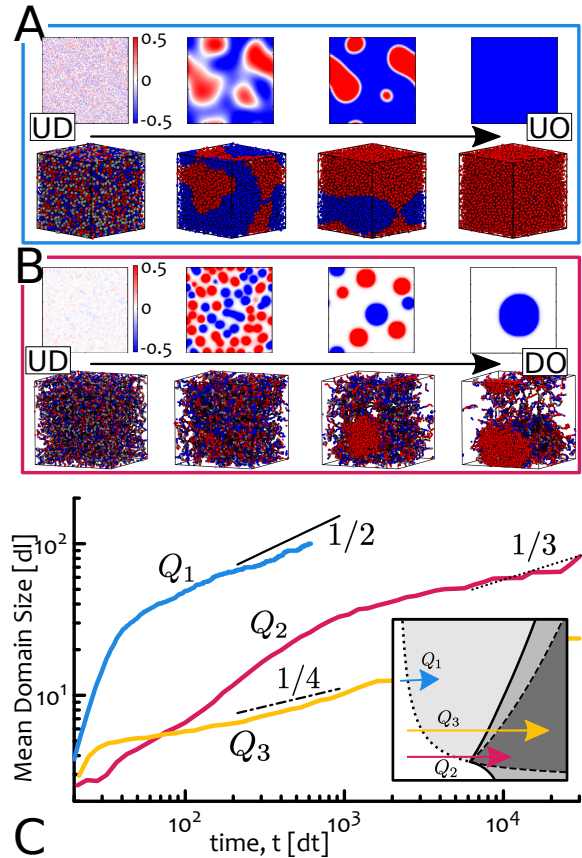 A
0.5
0
-0.5
UD
UO
B
0.5
0
-0.5
UD
DO
C
Mean Domain Size [dl]
10²
10¹
Q₁
1/2
Q₂
1/3
Q₃
1/4
Q₁
Q₃
Q₂
10²
10³
10⁴
time, t [dt]